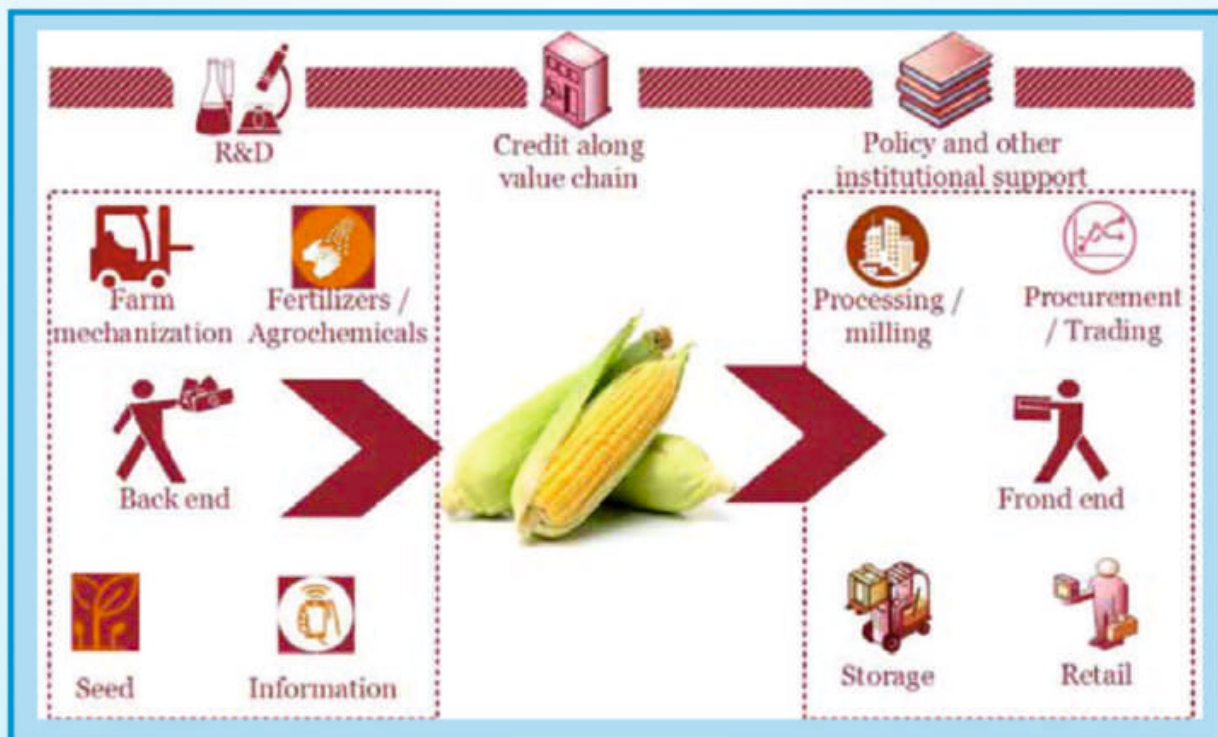 R&D
Credit along
value chain
Policy and other
institutional support
Farm
mechanization
Fertilizers /
Agrochemicals
Back end
Seed
Information
Processing /
milling
Procurement
/ Trading
Frond end
Storage
Retail